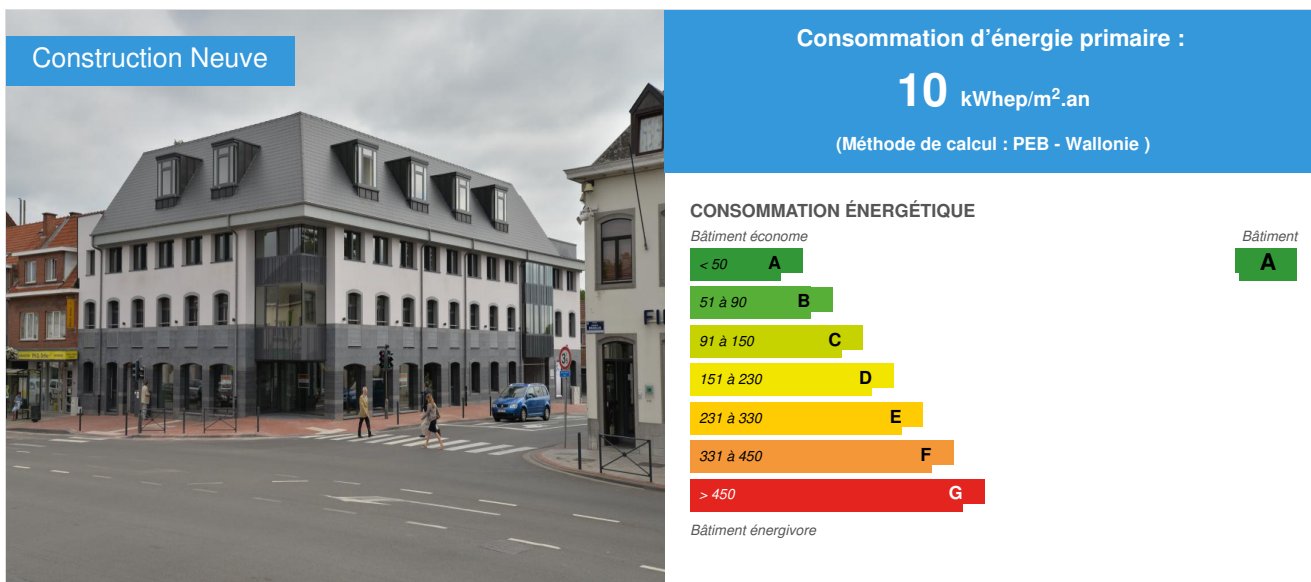 Construction Neuve
Consommation d'énergie primaire :
10 kWhep/m².an
(Méthode de calcul : PEB - Wallonie )
CONSOMMATION ÉNERGÉTIQUE
Bâtiment économe
Bâtiment
< 50 A
A
51 à 90 B
91 à 150 C
151 à 230 D
231 à 330 E
331 à 450 F
> 450 G
Bâtiment énergivore